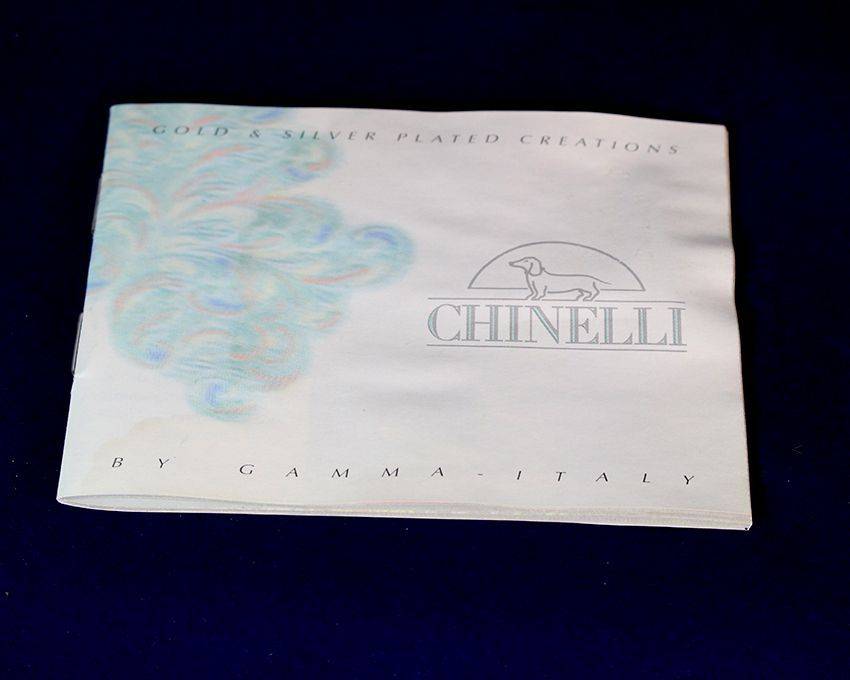 GOLD & SILVER PLATED CREATIONS
CHINELLI
BY GAMMA - ITALY